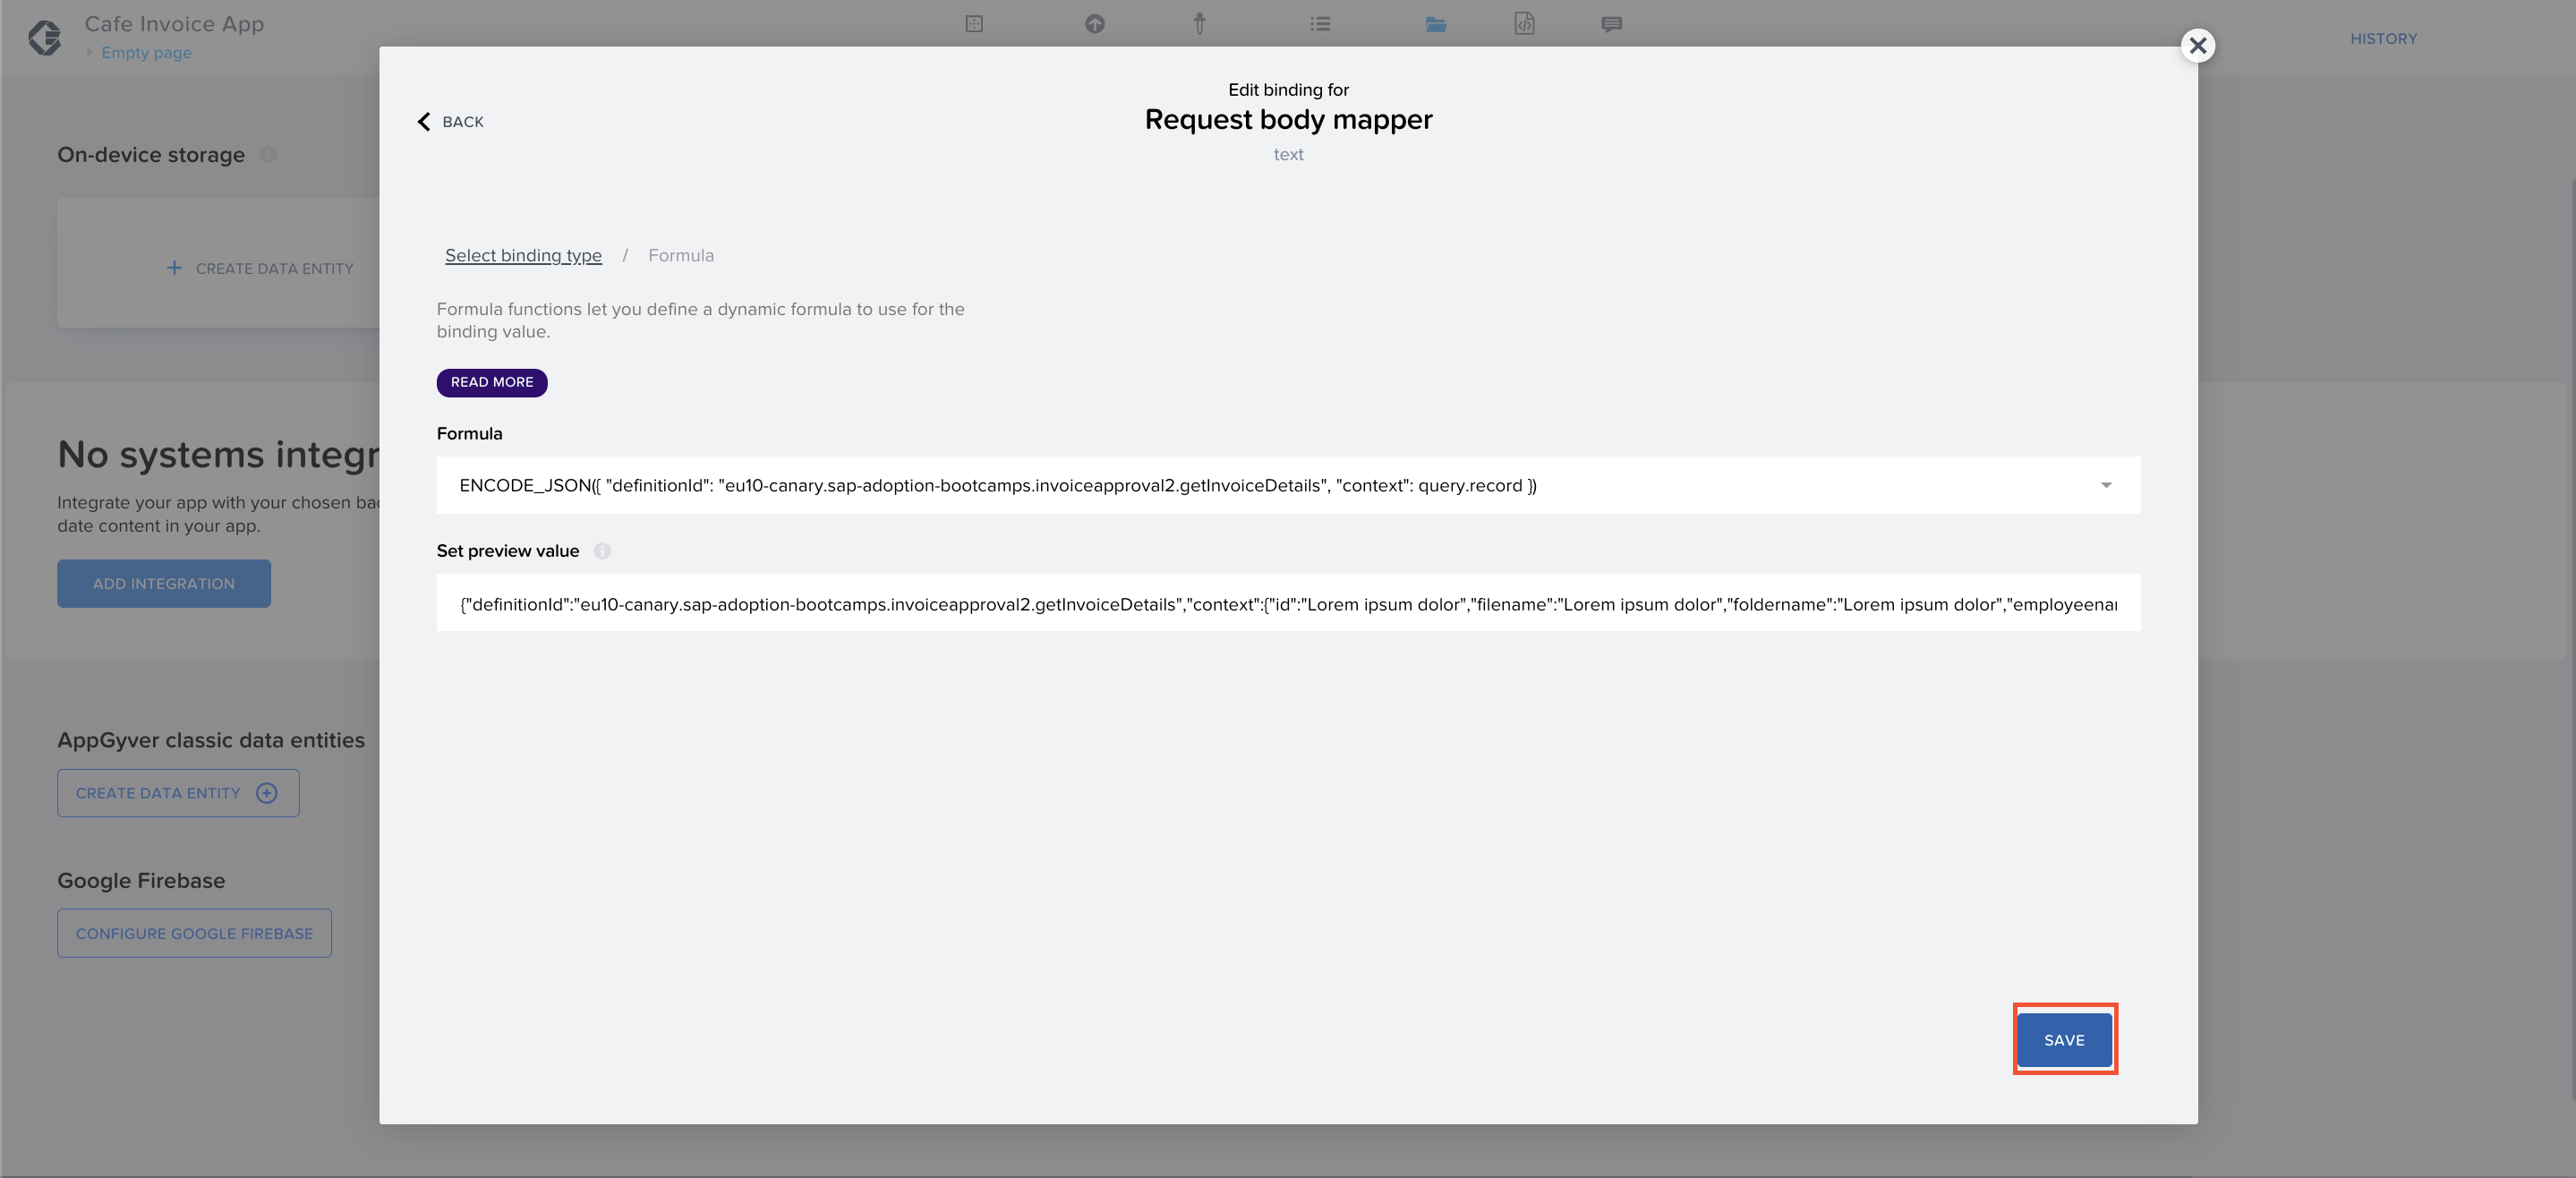 Cafe Invoice App
Empty page
HISTORY
Edit binding for
Request body mapper
text
BACK
On-device storage
CREATE DATA ENTITY
Select binding type / Formula
Formula functions let you define a dynamic formula to use for the
binding value.
READ MORE
Formula
ENCODE_JSON({ "definitionId": "eu10-canary.sap-adoption-bootcamps.invoiceapproval2.getInvoiceDetails", "context": query.record })
Set preview value
{"definitionId":"eu10-canary.sap-adoption-bootcamps.invoiceapproval2.getInvoiceDetails","context":{"id":"Lorem ipsum dolor","filename":"Lorem ipsum dolor","foldername":"Lorem ipsum dolor","employeenar
No systems integr
Integrate your app with your chosen bac
date content in your app.
ADD INTEGRATION
AppGyver classic data entities
CREATE DATA ENTITY
Google Firebase
CONFIGURE GOOGLE FIREBASE
SAVE